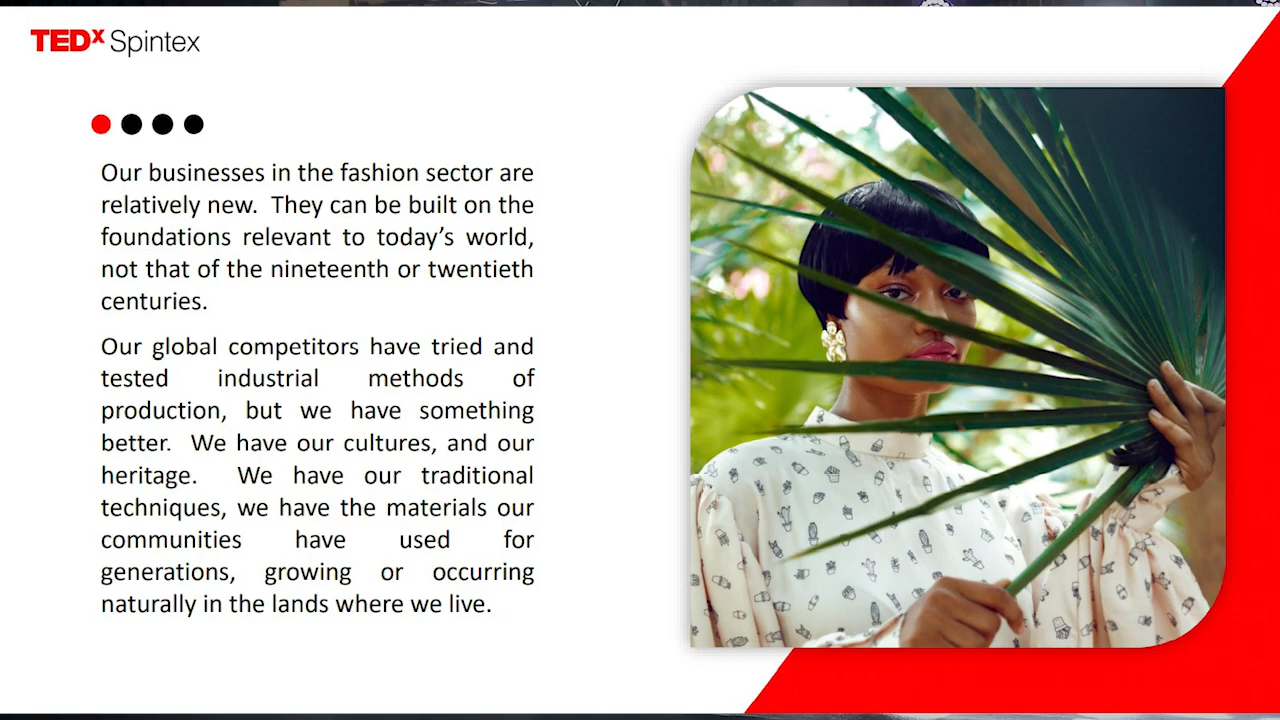 TEDx Spintex
Our businesses in the fashion sector are
relatively new. They can be built on the
foundations relevant to today’s world,
not that of the nineteenth or twentieth
centuries.
Our global competitors have tried and
tested industrial methods of
production, but we have something
better. We have our cultures, and our
heritage. We have our traditional
techniques, we have the materials our
communities have used for
generations, growing or occurring
naturally in the lands where we live.